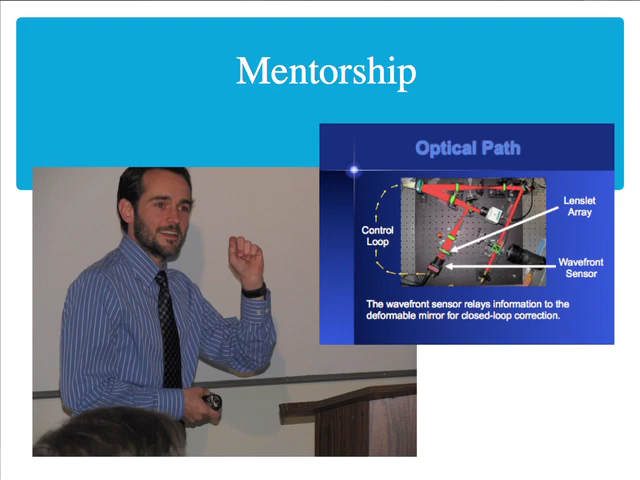 Mentorship
Optical Path
Control
Loop
Lenslet
Array
Wavefront
Sensor
The wavefront sensor relays information to the
deformable mirror for closed-loop correction.